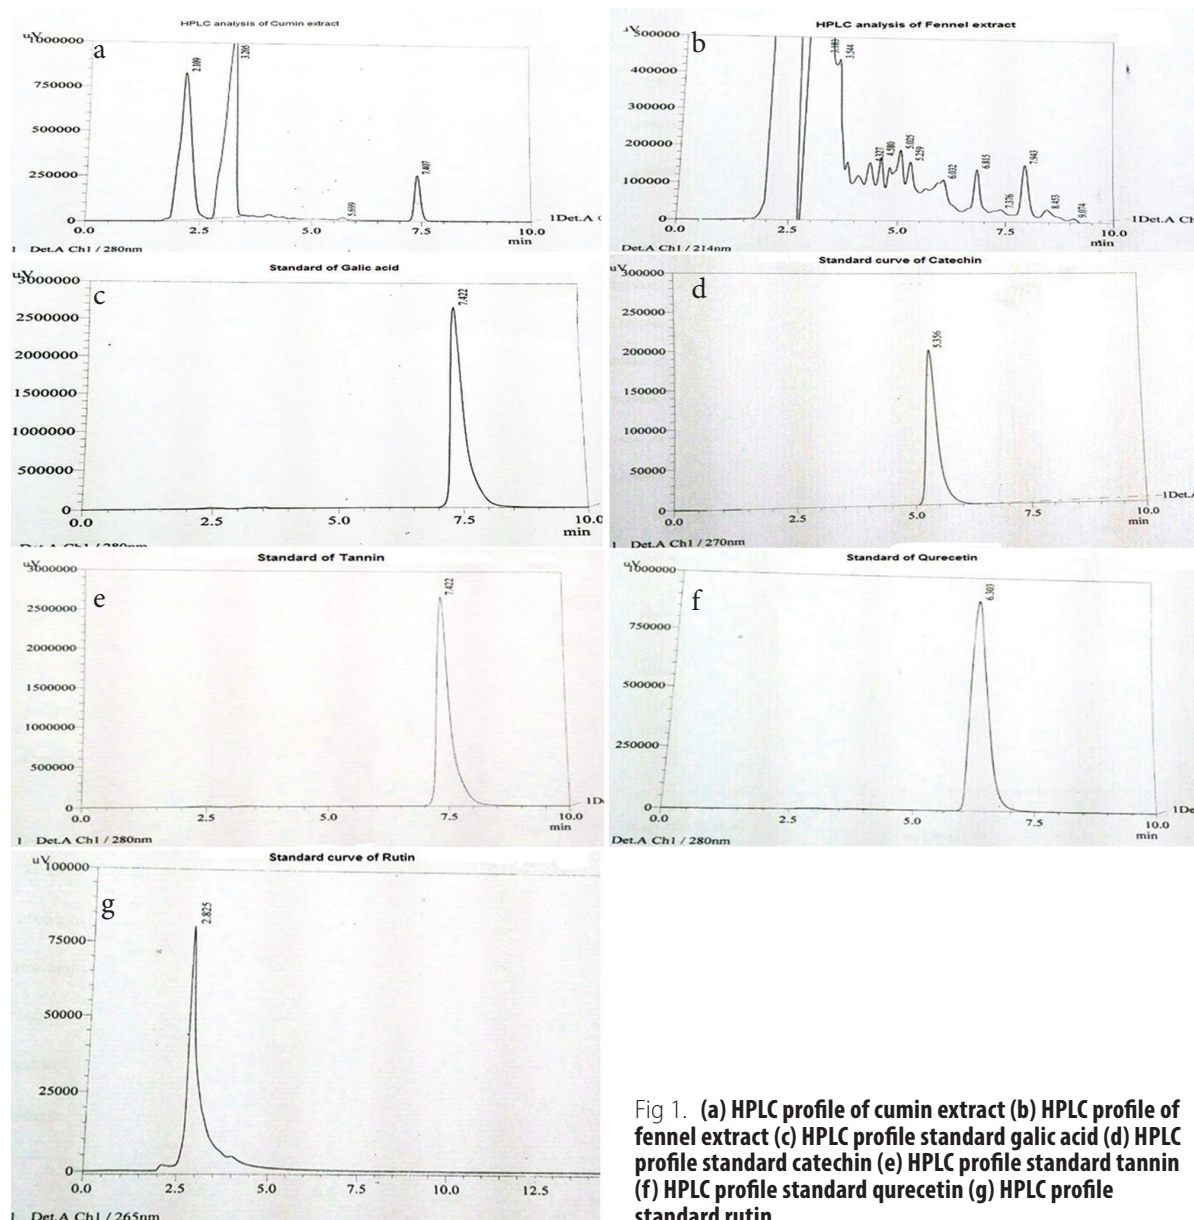 HPLC analysis of Cumin extract
uV
1000000
a
2.109
3.205
750000
500000
250000
7.407
5.699
0
0.0
2.5
5.0
7.5
10.0
min
1Det.A C
1 Det.A Ch1 / 280nm
HPLC analysis of Fennel extract
uV
500000
b
3.083
3.544
400000
300000
200000
4.327
4.580
5.025
5.259
100000
6.032
6.815
7.376
7.943
8.453
9.074
0
0.0
2.5
5.0
7.5
10.0
min
1Det.A Ch
Det.A Ch1 / 214nm
Standard of Galic acid
uV
3000000
c
7.422
2500000
2000000
1500000
1000000
500000
0
0.0
2.5
5.0
7.5
10.0
min
Det.A Ch1 / 280nm
Standard curve of Catechin
uV
300000
d
250000
5.356
200000
150000
100000
50000
0
0.0
2.5
5.0
7.5
10.0
min
1Det.A
1 Det.A Ch1 / 270nm
Standard of Tannin
uV
3000000
e
7.422
2500000
2000000
1500000
1000000
500000
0
0.0
2.5
5.0
7.5
10.0
min
1De
1 Det.A Ch1 / 280nm
Standard of Qurecetin
uV
1000000
f
6.303
750000
500000
250000
0
0.0
2.5
5.0
7.5
10.0
min
1De
Det.A Ch1 / 280nm
Standard curve of Rutin
uV
100000
g
2.825
75000
50000
25000
0
0.0
2.5
5.0
7.5
10.0
12.5
Det.A Ch1 / 265nm
Fig 1. (a) HPLC profile of cumin extract (b) HPLC profile of
fennel extract (c) HPLC profile standard galic acid (d) HPLC
profile standard catechin (e) HPLC profile standard tannin
(f) HPLC profile standard qurecetin (g) HPLC profile
standard rutin